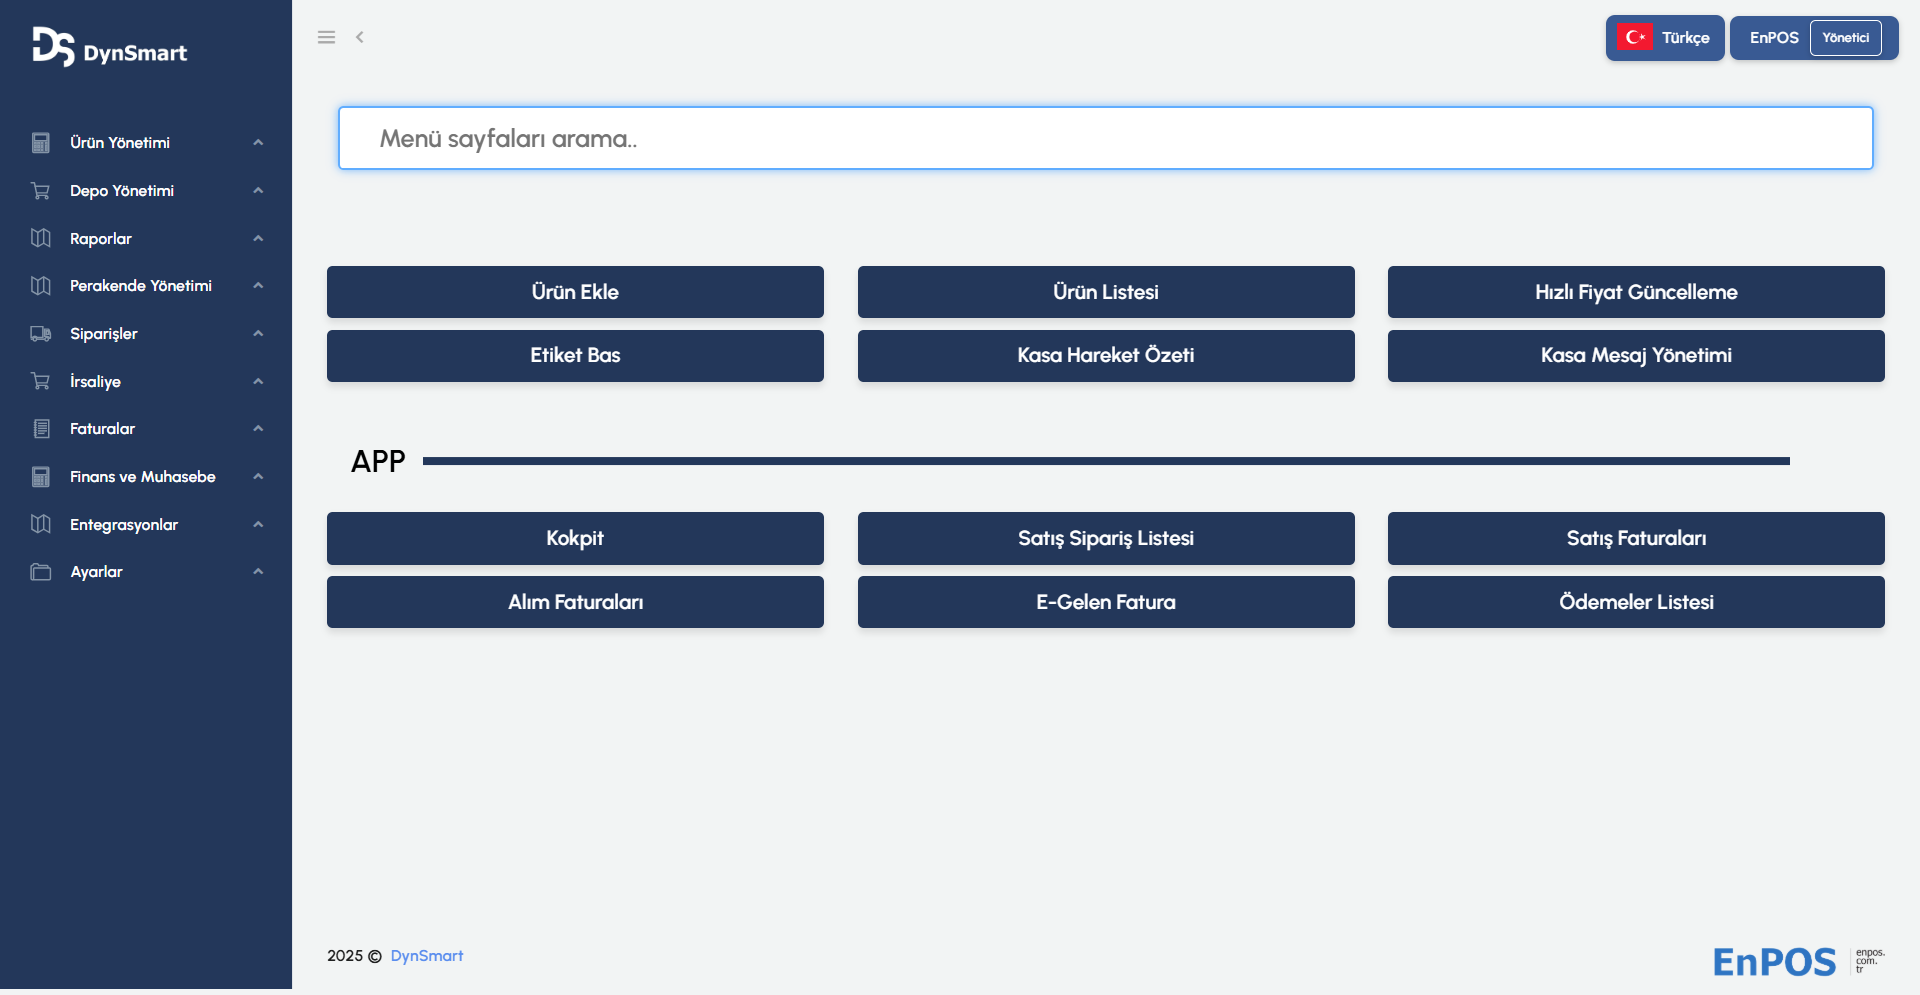 DS DynSmart
Ürün Yönetimi
Depo Yönetimi
Raporlar
Perakende Yönetimi
Siparişler
İrsaliye
Faturalar
Finans ve Muhasebe
Entegrasyonlar
Ayarlar
Türkçe
EnPOS Yönetici
Menü sayfaları arama..
Ürün Ekle
Ürün Listesi
Hızlı Fiyat Güncelleme
Etiket Bas
Kasa Hareket Özeti
Kasa Mesaj Yönetimi
APP
Kokpit
Satış Sipariş Listesi
Satış Faturaları
Alım Faturaları
E-Gelen Fatura
Ödemeler Listesi
2025 © DynSmart
EnPOS
enpos.
com.
tr